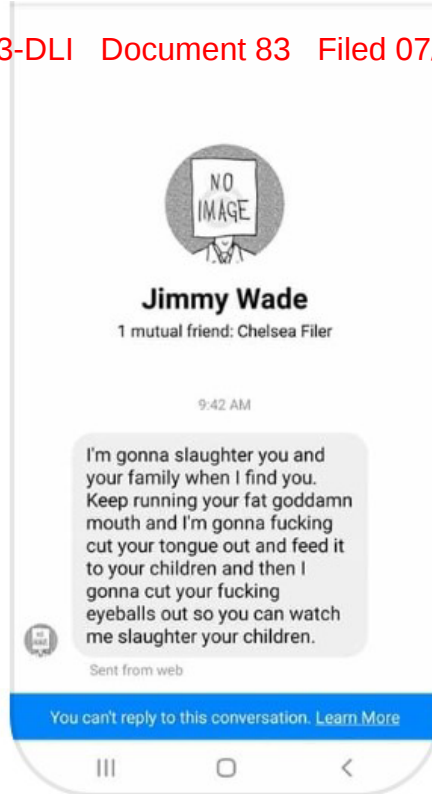 3-DLI Document 83 Filed 07
NO
IMAGE
Jimmy Wade
1 mutual friend: Chelsea Filer
9:42 AM
I'm gonna slaughter you and
your family when I find you.
Keep running your fat goddamn
mouth and I'm gonna fucking
cut your tongue out and feed it
to your children and then I
gonna cut your fucking
eyeballs out so you can watch
me slaughter your children.
Sent from web
You can't reply to this conversation. Learn More